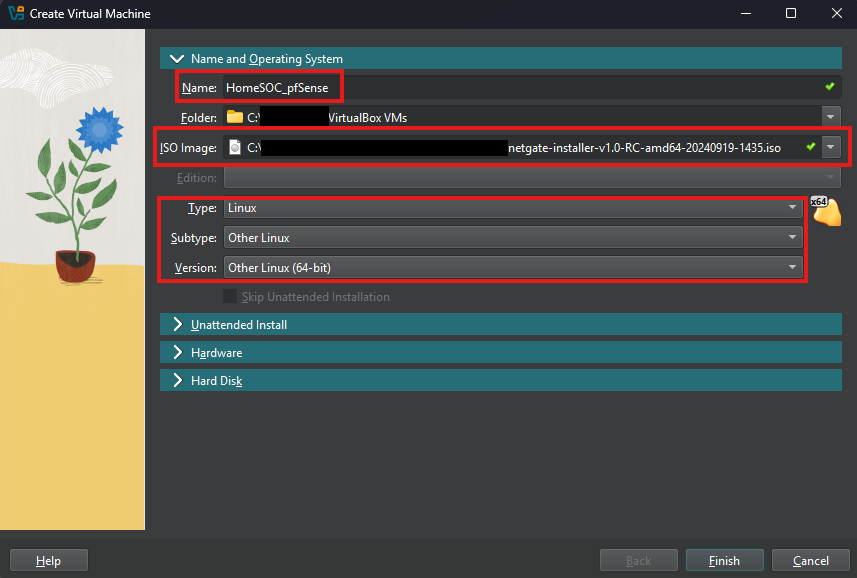 Create Virtual Machine
Name and Operating System
Name: HomeSOC_pfSense
Folder: C:\ VirtualBox VMs
ISO Image: C:\ netgate-installer-v1.0-RC-amd64-20240919-1435.iso
Edition:
Type: Linux
x64
Subtype: Other Linux
Version: Other Linux (64-bit)
Skip Unattended Installation
Unattended Install
Hardware
Hard Disk
Help Back Finish Cancel